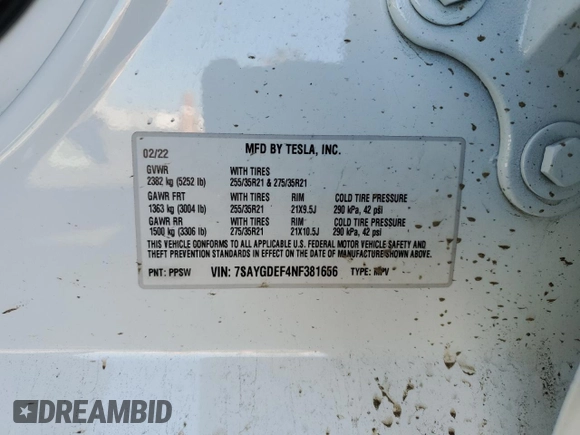 MFD BY TESLA, INC.
02/22
GVWR WITH TIRES
2382 kg (5252 lb) 255/35R21 & 275/35R21
GAWR FRT WITH TIRES RIM COLD TIRE PRESSURE
1363 kg (3004 lb) 255/35R21 21X9.5J 290 kPa, 42 psi
GAWR RR WITH TIRES RIM COLD TIRE PRESSURE
1500 kg (3306 lb) 275/35R21 21X10.5J 290 kPa, 42 psi
THIS VEHICLE CONFORMS TO ALL APPLICABLE U.S. FEDERAL MOTOR VEHICLE SAFETY AND
THEFT PREVENTION STANDARDS IN EFFECT ON THE DATE OF MANUFACTURE SHOWN ABOVE.
PNT: PPSW VIN: 7SAYGDEF4NF381656 TYPE: MPV
DREAMBID